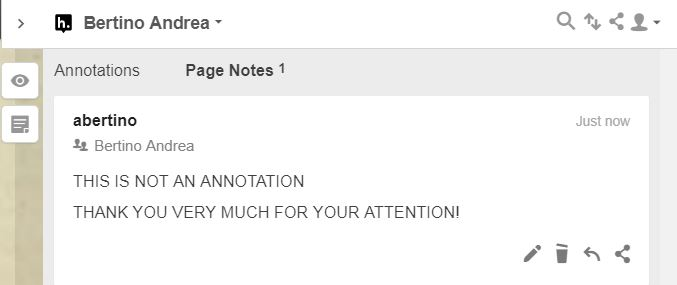 h. Bertino Andrea
Annotations Page Notes 1
abertino Just now
Bertino Andrea
THIS IS NOT AN ANNOTATION
THANK YOU VERY MUCH FOR YOUR ATTENTION!